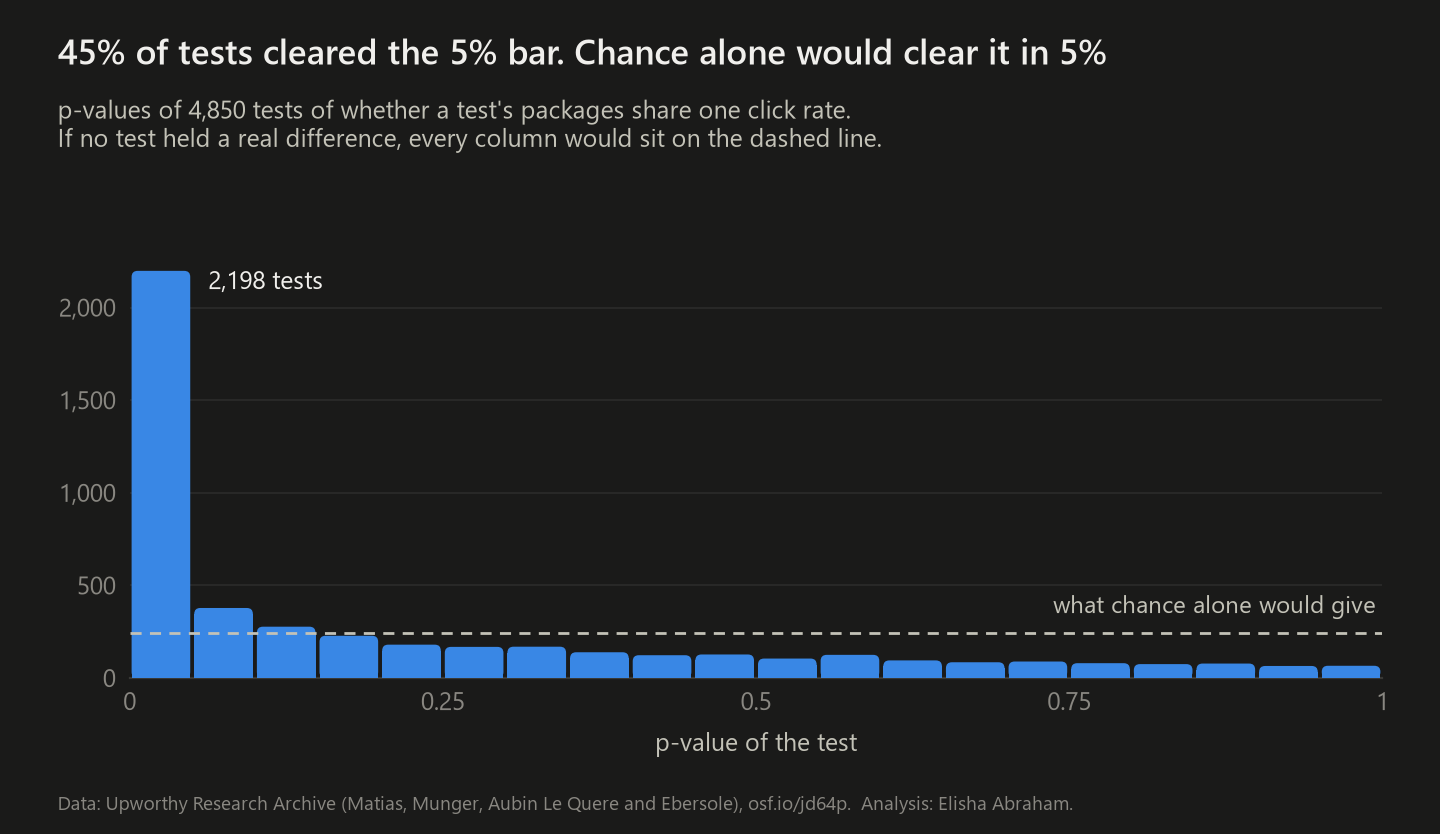 45% of tests cleared the 5% bar. Chance alone would clear it in 5%
p-values of 4,850 tests of whether a test's packages share one click rate.
If no test held a real difference, every column would sit on the dashed line.
2,198 tests
2,000
1,500
1,000
500
what chance alone would give
0
0 0.25 0.5 0.75 1
p-value of the test
Data: Upworthy Research Archive (Matias, Munger, Aubin Le Quere and Ebersole), osf.io/jd64p. Analysis: Elisha Abraham.